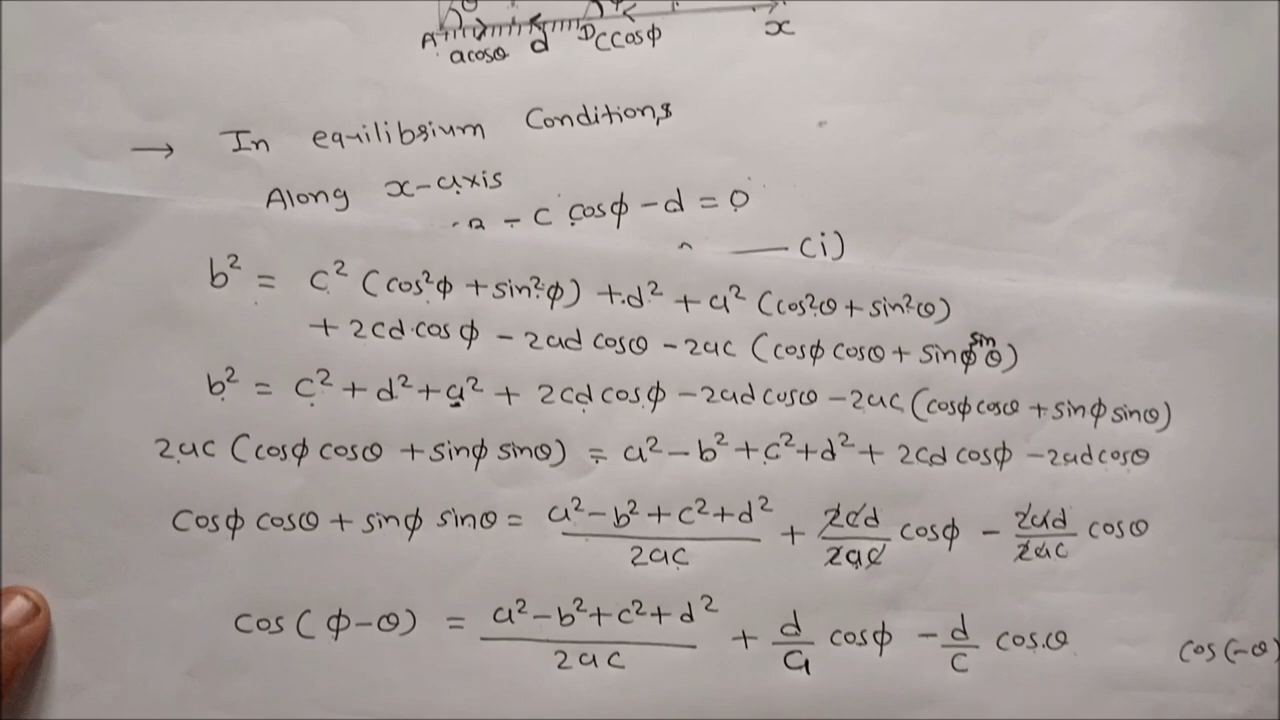 A d D
acosθ CCosϕ x
→ In equilibrium Conditions
Along x-axis
- C cosϕ - d = 0
— (i)
b² = c² (cos²ϕ + sin²ϕ) + d² + a² (cos²θ + sin²θ)
+ 2cd cosϕ - 2ad cosθ - 2ac (cosϕ cosθ + sinϕ sinθ)
b² = c² + d² + a² + 2cd cosϕ - 2ad cosθ - 2ac (cosϕ cosθ + sinϕ sinθ)
2ac (cosϕ cosθ + sinϕ sinθ) = a² - b² + c² + d² + 2cd cosϕ - 2ad cosθ
Cosϕ cosθ + sinϕ sinθ = a² - b² + c² + d² / 2ac + 2cd / 2ac cosϕ - 2ad / 2ac cosθ
cos(ϕ - θ) = a² - b² + c² + d² / 2ac + d / a cosϕ - d / c cosθ
cos(-θ)